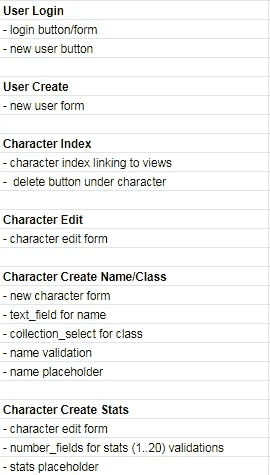 User Login
- login button/form
- new user button
User Create
- new user form
Character Index
- character index linking to views
- delete button under character
Character Edit
- character edit form
Character Create Name/Class
- new character form
- text_field for name
- collection_select for class
- name validation
- name placeholder
Character Create Stats
- character edit form
- number_fields for stats (1..20) validations
- stats placeholder